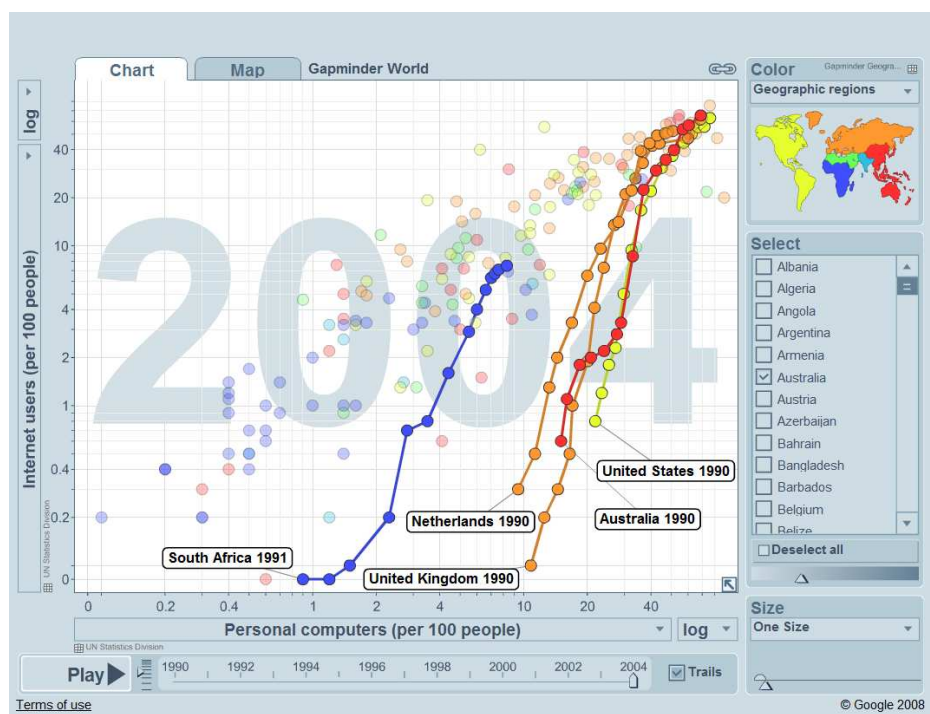 Chart
Map
Gapminder World
Color
Gapminder Geogra...
Geographic regions
log
Internet users (per 100 people)
UN Statistics Division
40
20
10
4
2
1
0.4
0.2
0
2004
United States 1990
Netherlands 1990
Australia 1990
South Africa 1991
United Kingdom 1990
0
0.2
0.4
1
2
4
10
20
40
Personal computers (per 100 people)
log
UN Statistics Division
Select
Albania
Algeria
Angola
Argentina
Armenia
Australia
Austria
Azerbaijan
Bahrain
Bangladesh
Barbados
Belgium
Belize
Deselect all
Size
One Size
Play
1990
1992
1994
1996
1998
2000
2002
2004
Trails
Terms of use
© Google 2008